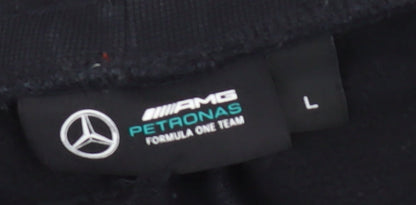 AMG
PETRONAS
FORMULA ONE TEAM
L